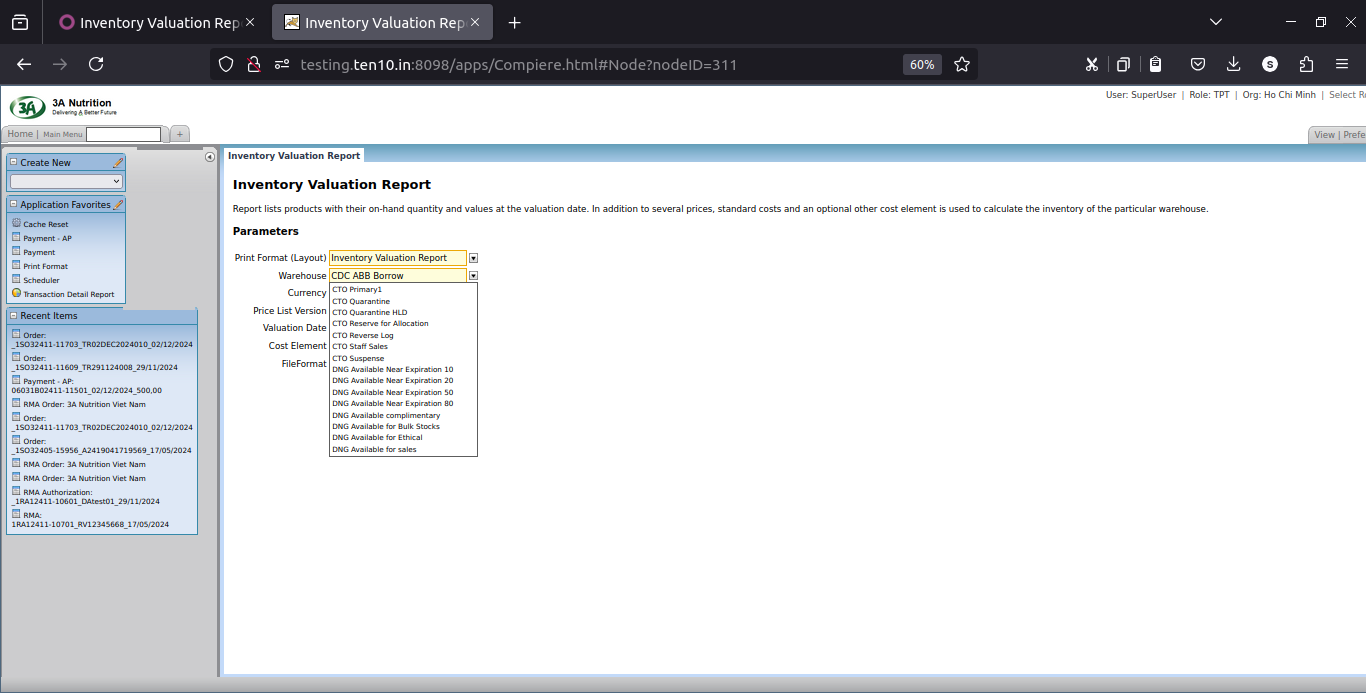 Inventory Valuation Rep
Inventory Valuation Rep
testing.ten10.in:8098/apps/Compiere.html#Node?nodeID=311
60%
S
3A
3A Nutrition
Delivering A Better Future
User: SuperUser | Role: TPT | Org: Ho Chi Minh | Select R
Home | Main Menu
+
View | Prefe
Create New
Application Favorites
Cache Reset
Payment - AP
Payment
Print Format
Scheduler
Transaction Detail Report
Recent Items
Order:
_1SO32411-11703_TR02DEC2024010_02/12/2024
Order:
_1SO32411-11609_TR291124008_29/11/2024
Payment - AP:
06031B02411-11501_02/12/2024_500,00
RMA Order: 3A Nutrition Viet Nam
Order:
_1SO32411-11703_TR02DEC2024010_02/12/2024
Order:
_1SO32405-15956_A2419041719569_17/05/2024
RMA Order: 3A Nutrition Viet Nam
RMA Order: 3A Nutrition Viet Nam
RMA Authorization:
_1RA12411-10601_DAtest01_29/11/2024
RMA:
1RA12411-10701_RV12345668_17/05/2024
Inventory Valuation Report
Inventory Valuation Report
Report lists products with their on-hand quantity and values at the valuation date. In addition to several prices, standard costs and an optional other cost element is used to calculate the inventory of the particular warehouse.
Parameters
Print Format (Layout) Inventory Valuation Report
Warehouse CDC ABB Borrow
Currency
Price List Version
Valuation Date
Cost Element
FileFormat
CTO Primary1
CTO Quarantine
CTO Quarantine HLD
CTO Reserve for Allocation
CTO Reverse Log
CTO Staff Sales
CTO Suspense
DNG Available Near Expiration 10
DNG Available Near Expiration 20
DNG Available Near Expiration 50
DNG Available Near Expiration 80
DNG Available complimentary
DNG Available for Bulk Stocks
DNG Available for Ethical
DNG Available for sales